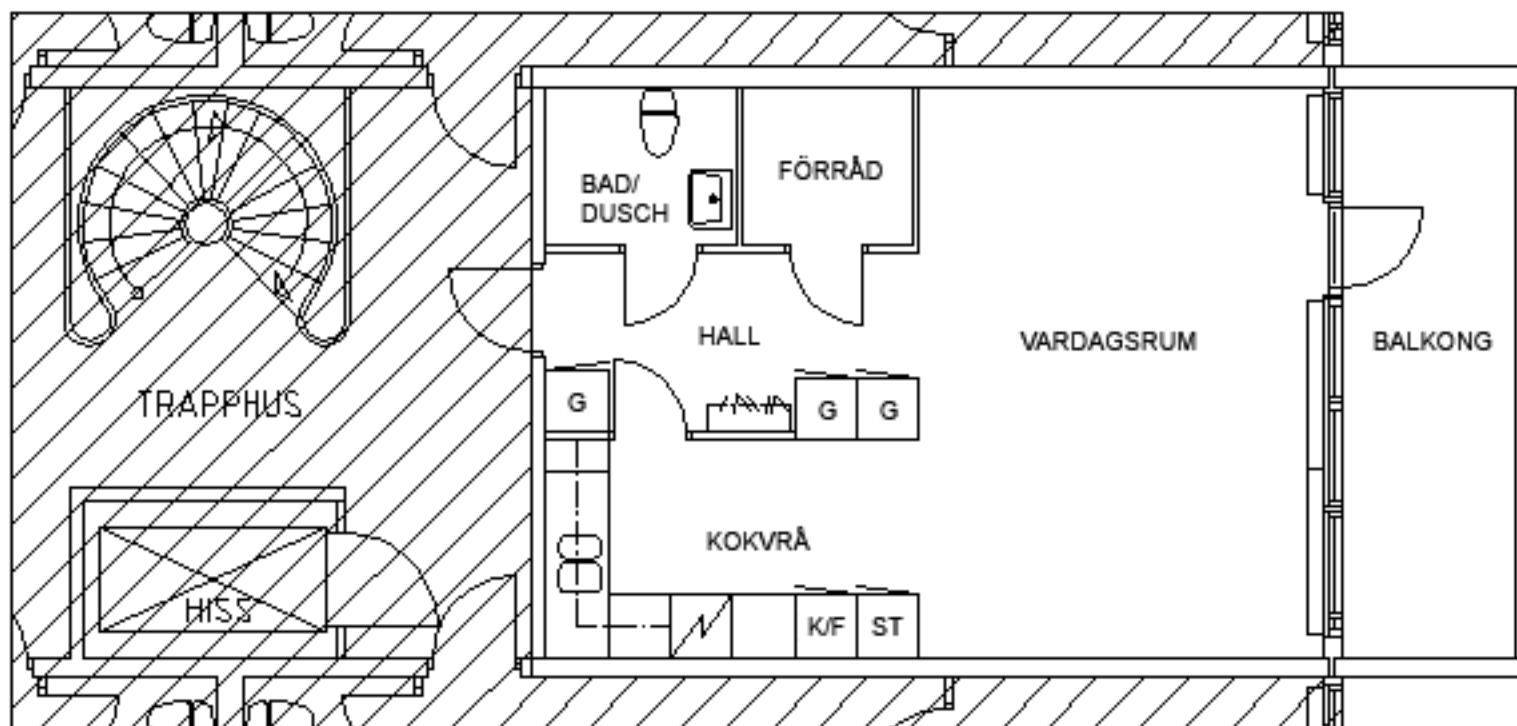 FÖRRÅD
BAD/
DUSCH
HALL
VARDAGSRUM
BALKONG
TRAPPHUS
G
G
G
KOKVRÅ
HISS
K/F
ST